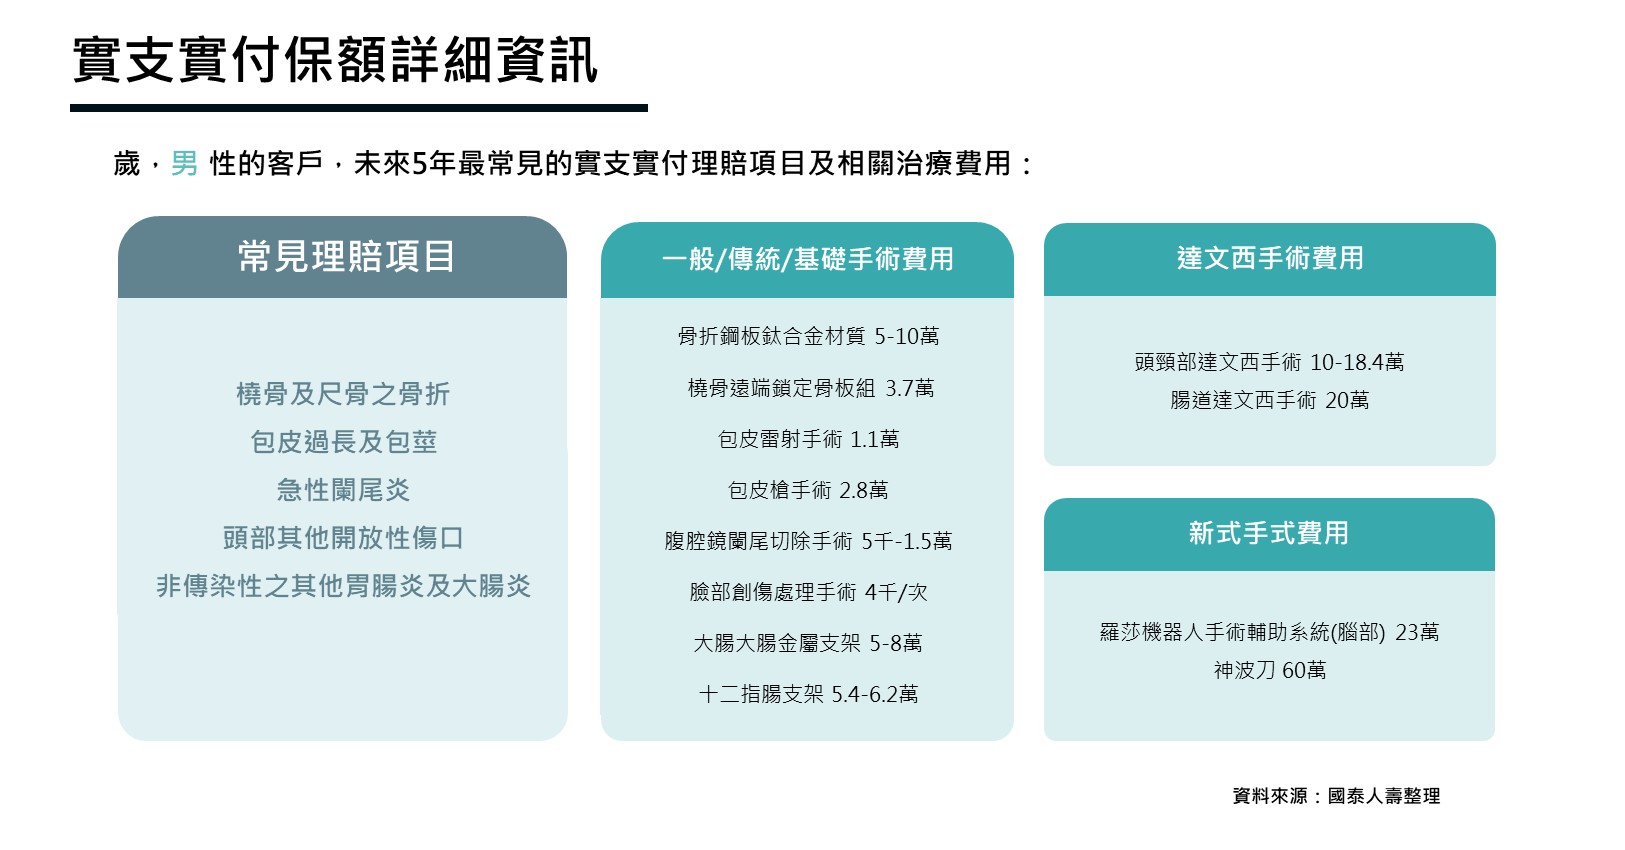 實支實付保額詳細資訊
歲，男 性的客戶，未來5年最常見的實支實付理賠項目及相關治療費用：
常見理賠項目
橈骨及尺骨之骨折
包皮過長及包莖
急性闌尾炎
頭部其他開放性傷口
非傳染性之其他胃腸炎及大腸炎
一般/傳統/基礎手術費用
骨折鋼板鈦合金材質 5-10萬
橈骨遠端鎖定骨板組 3.7萬
包皮雷射手術 1.1萬
包皮槍手術 2.8萬
腹腔鏡闌尾切除手術 5千-1.5萬
臉部創傷處理手術 4千/次
大腸大腸金屬支架 5-8萬
十二指腸支架 5.4-6.2萬
達文西手術費用
頭頸部達文西手術 10-18.4萬
腸道達文西手術 20萬
新式手式費用
羅莎機器人手術輔助系統(腦部) 23萬
神波刀 60萬
資料來源：國泰人壽整理